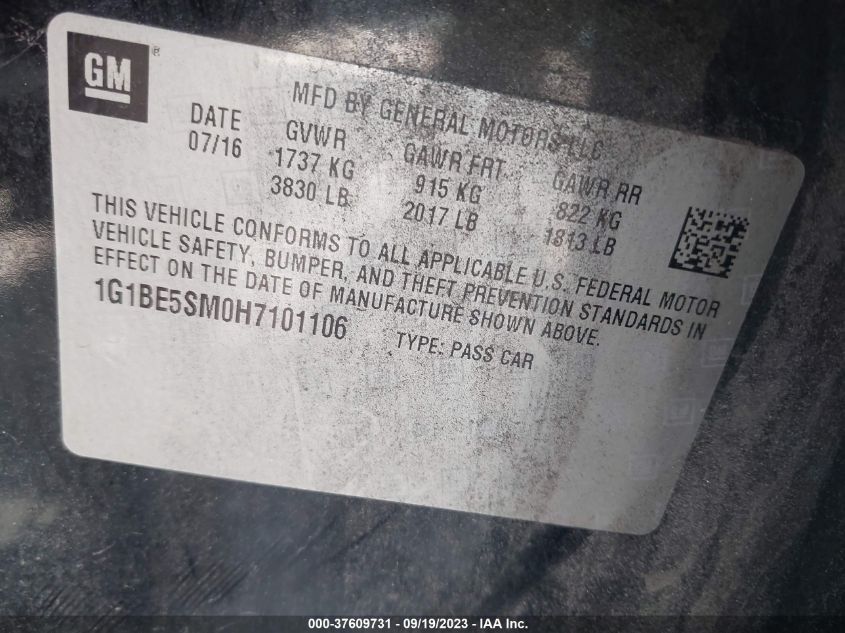 GM®
MFD BY GENERAL MOTORS LLC
DATE GVWR GAWR FRT. GAWR RR
07/16 1737 KG 915 KG 822 KG
3830 LB 2017 LB 1813 LB
THIS VEHICLE CONFORMS TO ALL APPLICABLE U.S. FEDERAL MOTOR
VEHICLE SAFETY, BUMPER, AND THEFT PREVENTION STANDARDS IN
EFFECT ON THE DATE OF MANUFACTURE SHOWN ABOVE.
1G1BE5SM0H7101106 TYPE: PASS CAR
000-37609731 - 09/19/2023 - IAA Inc.